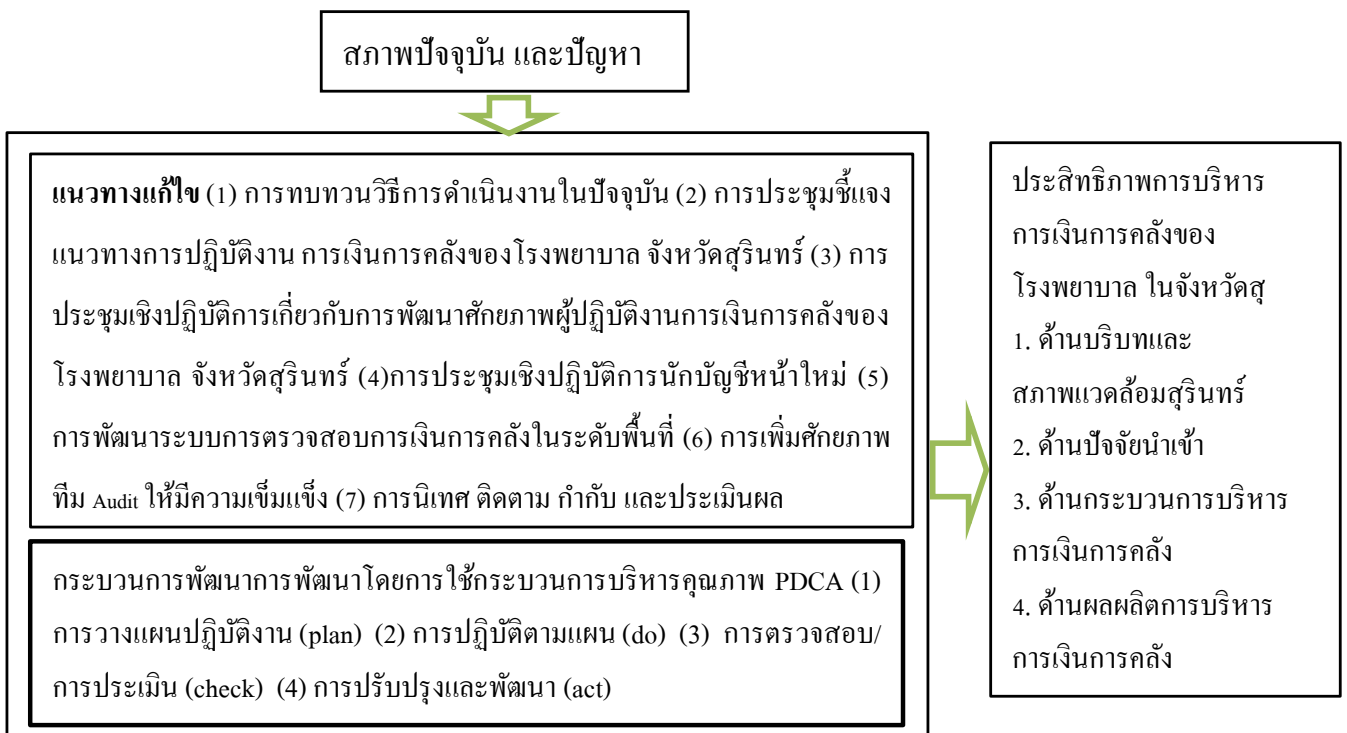 สภาพปัจจุบัน และปัญหา
แนวทางแก้ไข (1) การทบทวนวิธีการดำเนินงานในปัจจุบัน (2) การประชุมชี้แจง
แนวทางการปฏิบัติงาน การเงินการคลังของโรงพยาบาล จังหวัดสุรินทร์ (3) การ
ประชุมเชิงปฏิบัติการเกี่ยวกับการพัฒนาศักยภาพผู้ปฏิบัติงานการเงินการคลังของ
โรงพยาบาล จังหวัดสุรินทร์ (4)การประชุมเชิงปฏิบัติการนักบัญชีหน้าใหม่ (5)
การพัฒนาระบบการตรวจสอบการเงินการคลังในระดับพื้นที่ (6) การเพิ่มศักยภาพ
ทีม Audit ให้มีความเข็มแข็ง (7) การนิเทศ ติดตาม กำกับ และประเมินผล
กระบวนการพัฒนาการพัฒนาโดยการใช้กระบวนการบริหารคุณภาพ PDCA (1)
การวางแผนปฏิบัติงาน (plan) (2) การปฏิบัติตามแผน (do) (3) การตรวจสอบ/
การประเมิน (check) (4) การปรับปรุงและพัฒนา (act)
ประสิทธิภาพการบริหาร
การเงินการคลังของ
โรงพยาบาล ในจังหวัดสุ
1. ด้านบริบทและ
สภาพแวดล้อมสุรินทร์
2. ด้านปัจจัยนำเข้า
3. ด้านกระบวนการบริหาร
การเงินการคลัง
4. ด้านผลผลิตการบริหาร
การเงินการคลัง